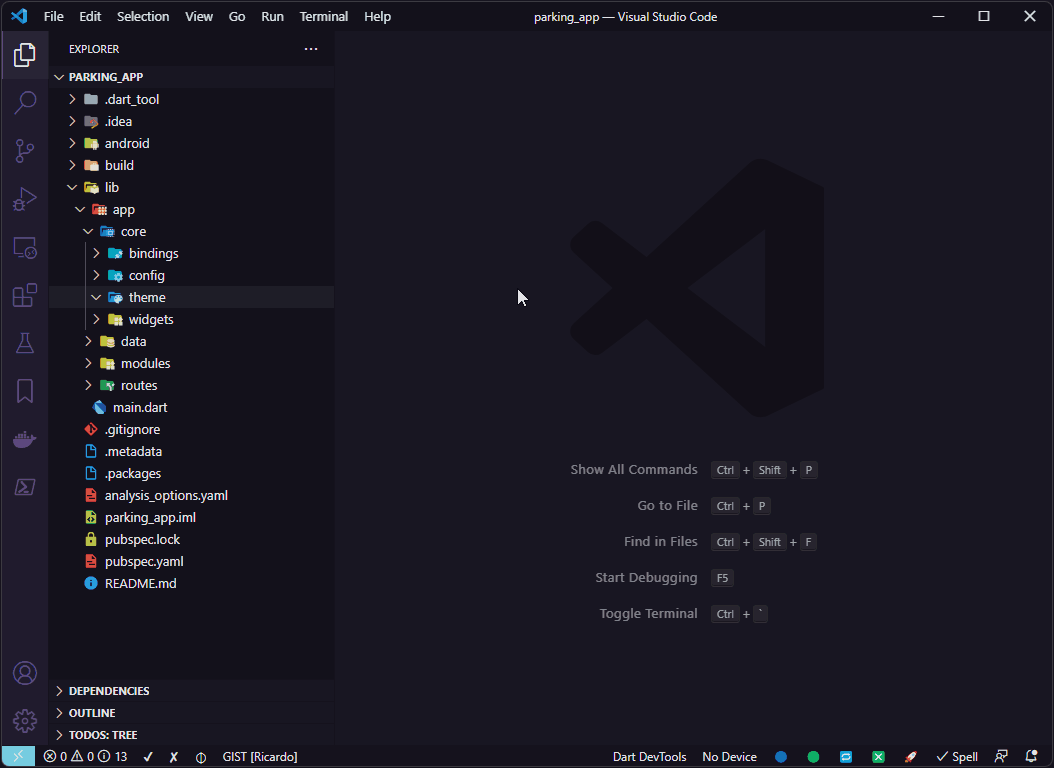 File Edit Selection View Go Run Terminal Help parking_app — Visual Studio Code
EXPLORER ...
PARKING_APP
.dart_tool
.idea
android
build
lib
app
core
bindings
config
theme
widgets
data
modules
routes
main.dart
.gitignore
.metadata
.packages
analysis_options.yaml
parking_app.iml
pubspec.lock
pubspec.yaml
README.md
DEPENDENCIES
OUTLINE
TODOS: TREE
Show All Commands Ctrl + Shift + P
Go to File Ctrl + P
Find in Files Ctrl + Shift + F
Start Debugging F5
Toggle Terminal Ctrl + `
0 0 13 GIST [Ricardo] Dart DevTools No Device Spell